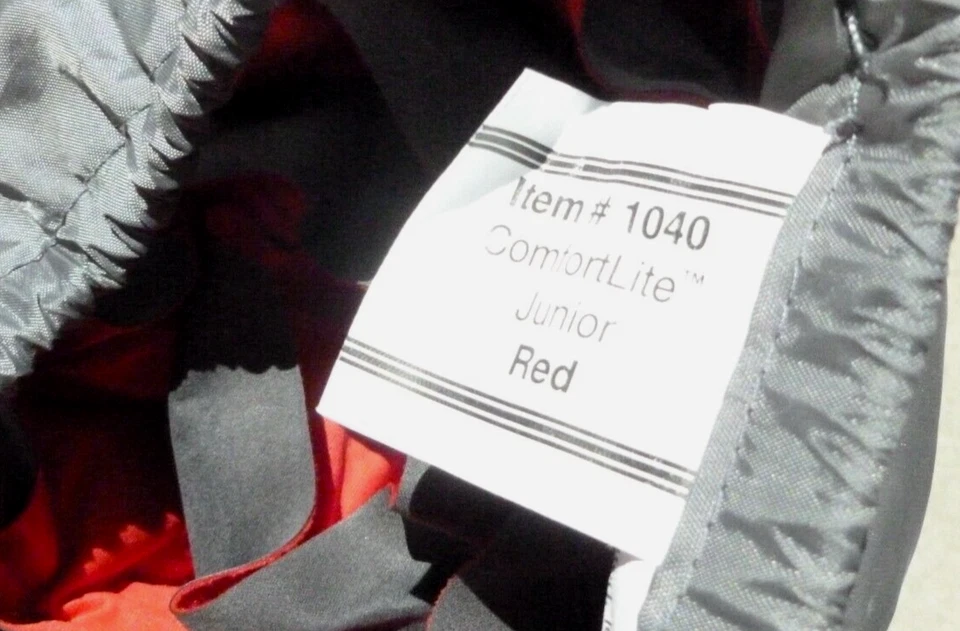 Item # 1040
ComfortLite™
Junior
Red